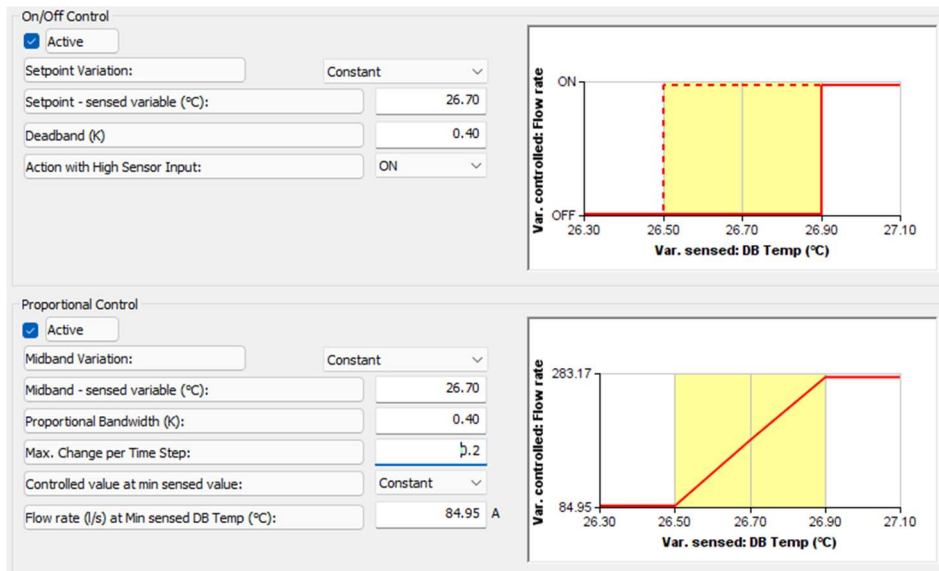 On/Off Control
Active
Setpoint Variation: Constant
Setpoint - sensed variable (°C): 26.70
Deadband (K) 0.40
Action with High Sensor Input: ON
Var. controlled: Flow rate
ON
OFF
26.30 26.50 26.70 26.90 27.10
Var. sensed: DB Temp (°C)
Proportional Control
Active
Midband Variation: Constant
Midband - sensed variable (°C): 26.70
Proportional Bandwidth (K): 0.40
Max. Change per Time Step: 0.2
Controlled value at min sensed value: Constant
Flow rate (l/s) at Min sensed DB Temp (°C): 84.95 A
Var. controlled: Flow rate
283.17
84.95
26.30 26.50 26.70 26.90 27.10
Var. sensed: DB Temp (°C)